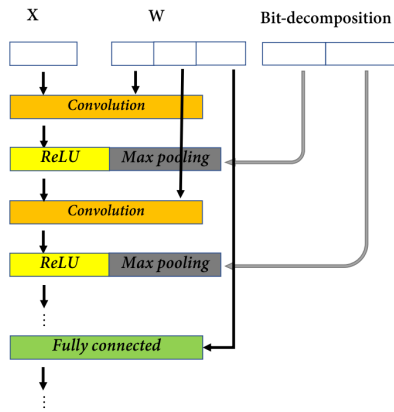 X W Bit-decomposition
Convolution
ReLU Max pooling
Convolution
ReLU Max pooling
Fully connected